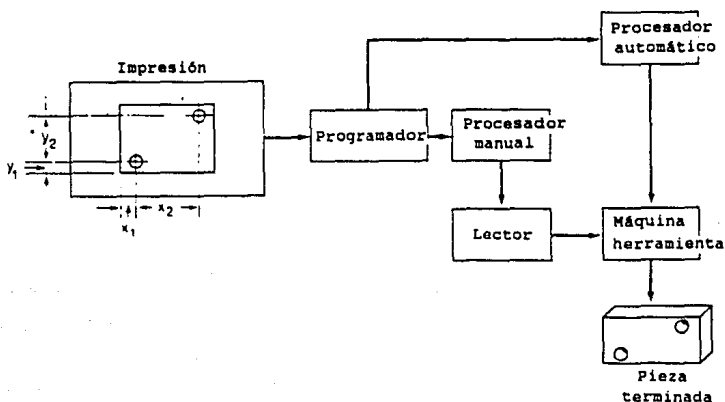 Impresión
y2
y1
x2
x1
Programador
Procesador
manual
Procesador
automático
Lector
Máquina
herramienta
Pieza
terminada